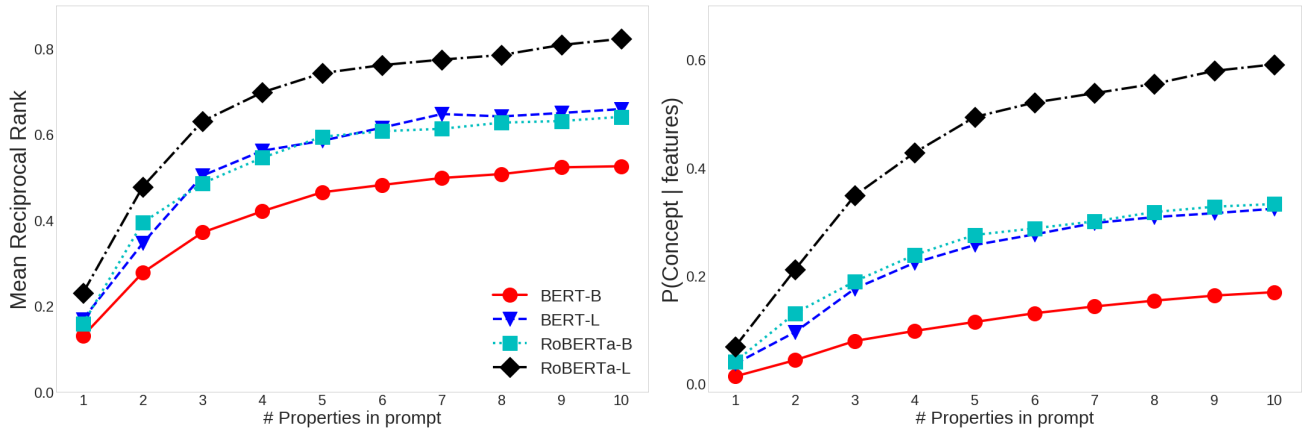 Mean Reciprocal Rank
0.8
0.6
0.4
0.2
0.0
1 2 3 4 5 6 7 8 9 10
# Properties in prompt
BERT-B
BERT-L
RoBERTa-B
RoBERTa-L
P(Concept | features)
0.6
0.4
0.2
0.0
1 2 3 4 5 6 7 8 9 10
# Properties in prompt